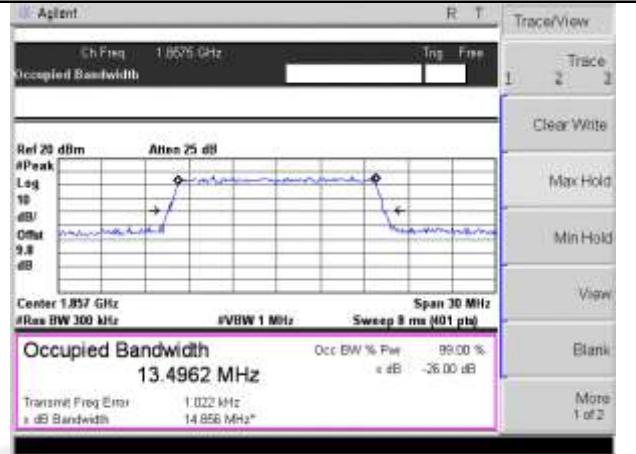 Agilent
R T
Trace/View
Ch Freq 1.8575 GHz Trig Free
Occupied Bandwidth
Trace
1 2 3
Clear Write
Ref 20 dBm Atten 25 dB
#Peak
Log
10
dB/
Offst
9.8
dB
Max Hold
Min Hold
Center 1.857 GHz Span 30 MHz
#Res BW 300 kHz #VBW 1 MHz Sweep 8 ms (401 pts)
View
Occupied Bandwidth Occ BW % Pwr 99.00 %
13.4962 MHz x dB -26.00 dB
Blank
Transmit Freq Error 1.022 kHz
x dB Bandwidth 14.856 MHz*
More
1 of 2